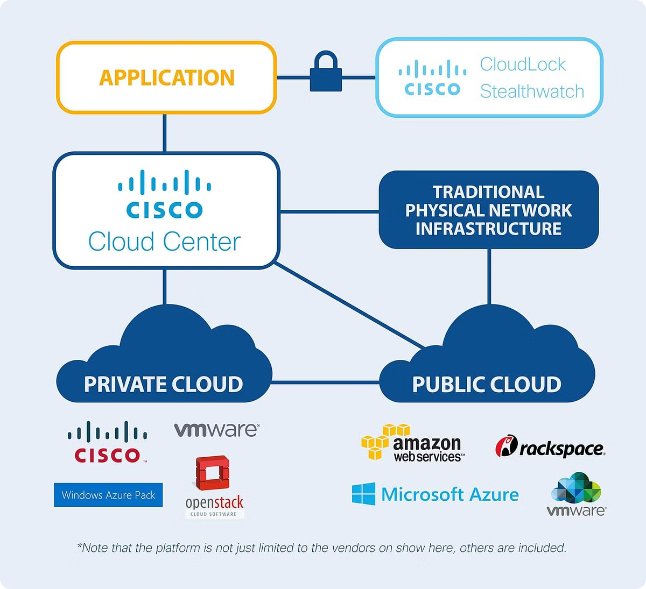 APPLICATION
CISCO
CloudLock
Stealthwatch
CISCO
Cloud Center
TRADITIONAL
PHYSICAL NETWORK
INFRASTRUCTURE
PRIVATE CLOUD
PUBLIC CLOUD
CISCO
vmware
amazon
web services
rackspace
Windows Azure Pack
openstack
CLOUD SOFTWARE
Microsoft Azure
vmware
*Note that the platform is not just limited to the vendors on show here, others are included.